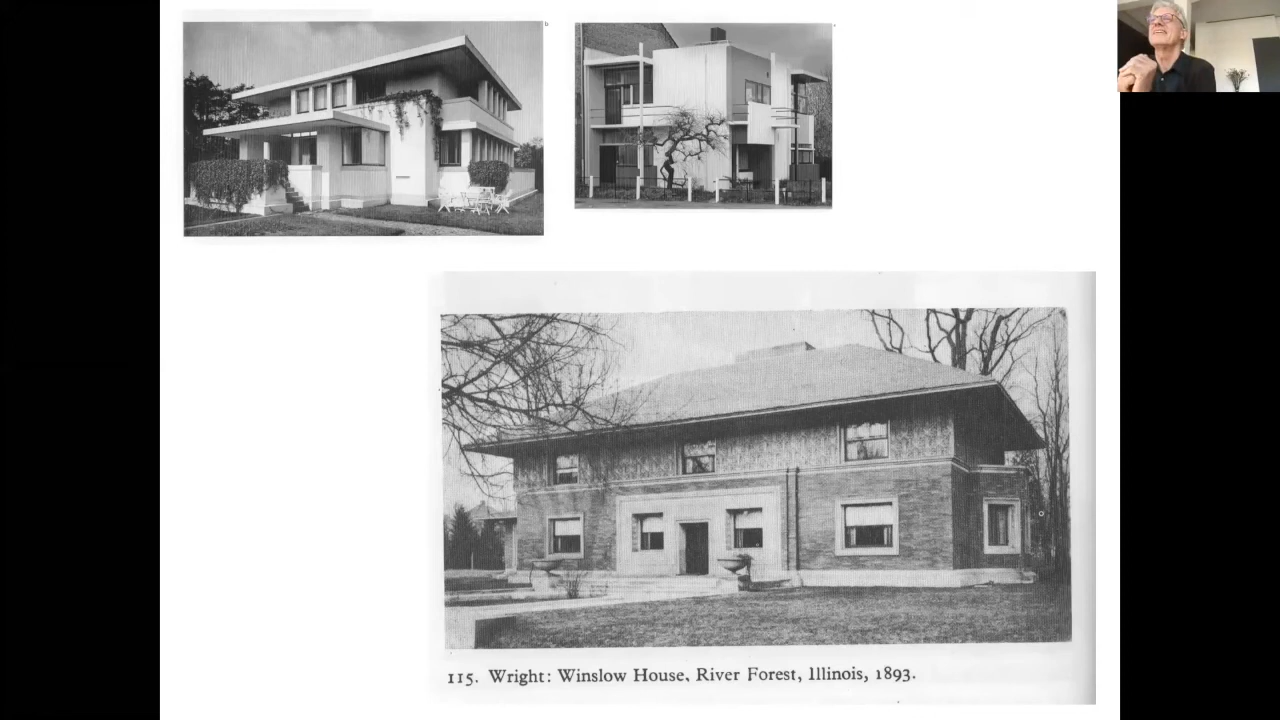 b
c
115. Wright: Winslow House, River Forest, Illinois, 1893.